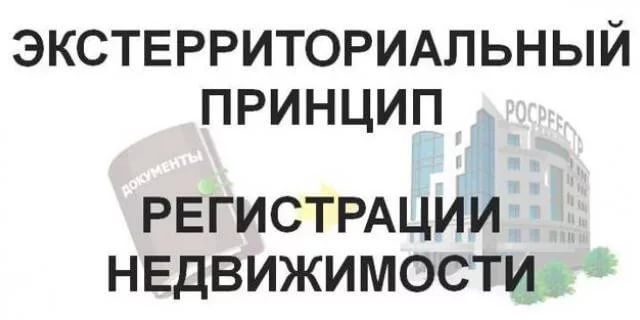 ЭКСТЕРРИТОРИАЛЬНЫЙ
ПРИНЦИП
РОСРЕЕСТР
ДОКУМЕНТЫ
РЕГИСТРАЦИИ
НЕДВИЖИМОСТИ